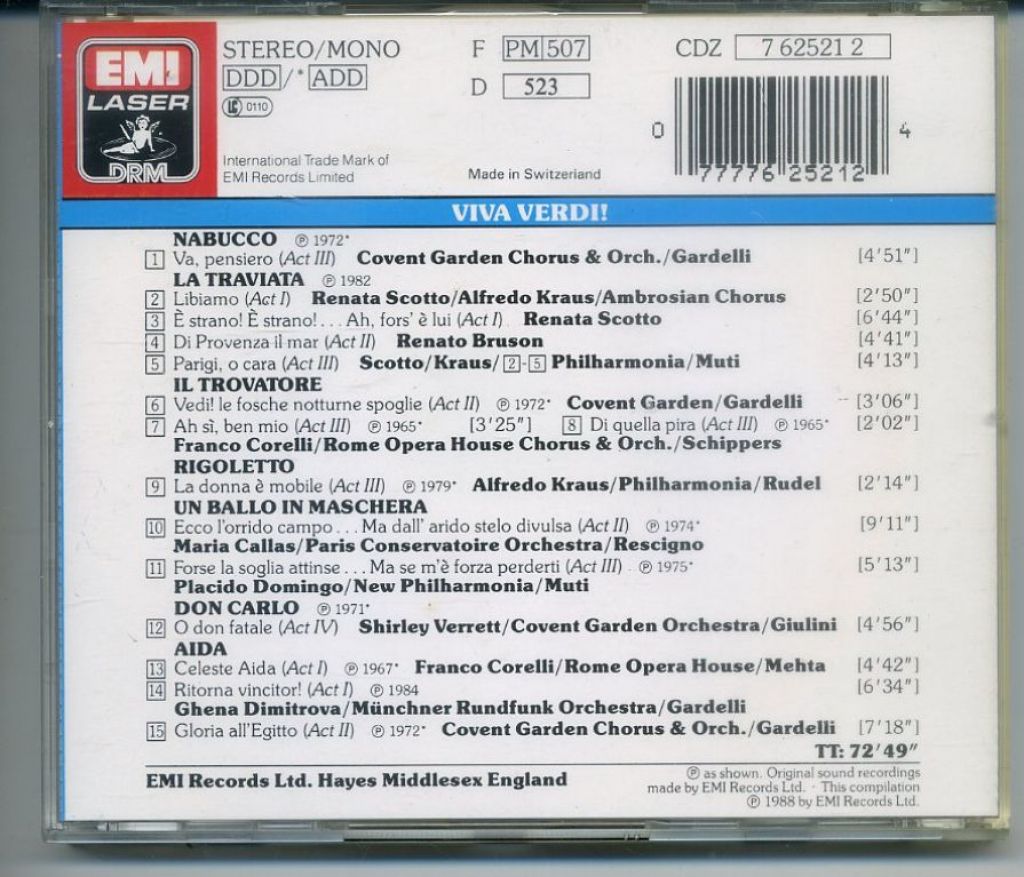 EMI
LASER
DRM
STEREO/MONO
DDD/*ADD
LC 0110
International Trade Mark of
EMI Records Limited
F PM 507
D 523
Made in Switzerland
CDZ 7 62521 2
0 77776 25212 4
VIVA VERDI!
NABUCCO ℗ 1972*
1 Va, pensiero (Act III) Covent Garden Chorus & Orch./Gardelli [4'51"]
LA TRAVIATA ℗ 1982
2 Libiamo (Act I) Renata Scotto/Alfredo Kraus/Ambrosian Chorus [2'50"]
3 È strano! È strano!... Ah, fors' è lui (Act I) Renata Scotto [6'44"]
4 Di Provenza il mar (Act II) Renato Bruson [4'41"]
5 Parigi, o cara (Act III) Scotto/Kraus/ 2-5 Philharmonia/Muti [4'13"]
IL TROVATORE
6 Vedi! le fosche notturne spoglie (Act II) ℗ 1972* Covent Garden/Gardelli [3'06"]
7 Ah sì, ben mio (Act III) ℗ 1965* [3'25"] 8 Di quella pira (Act III) ℗ 1965* [2'02"]
Franco Corelli/Rome Opera House Chorus & Orch./Schippers
RIGOLETTO
9 La donna è mobile (Act III) ℗ 1979* Alfredo Kraus/Philharmonia/Rudel [2'14"]
UN BALLO IN MASCHERA
10 Ecco l'orrido campo... Ma dall' arido stelo divulsa (Act II) ℗ 1974* [9'11"]
Maria Callas/Paris Conservatoire Orchestra/Rescigno
11 Forse la soglia attinse... Ma se m'è forza perderti (Act III) ℗ 1975* [5'13"]
Placido Domingo/New Philharmonia/Muti
DON CARLO ℗ 1971*
12 O don fatale (Act IV) Shirley Verrett/Covent Garden Orchestra/Giulini [4'56"]
AIDA
13 Celeste Aida (Act I) ℗ 1967* Franco Corelli/Rome Opera House/Mehta [4'42"]
14 Ritorna vincitor! (Act I) ℗ 1984 [6'34"]
Ghena Dimitrova/Münchner Rundfunk Orchestra/Gardelli
15 Gloria all'Egitto (Act II) ℗ 1972* Covent Garden Chorus & Orch./Gardelli [7'18"]
TT: 72'49"
EMI Records Ltd. Hayes Middlesex England
℗ as shown. Original sound recordings
made by EMI Records Ltd. · This compilation
℗ 1988 by EMI Records Ltd.